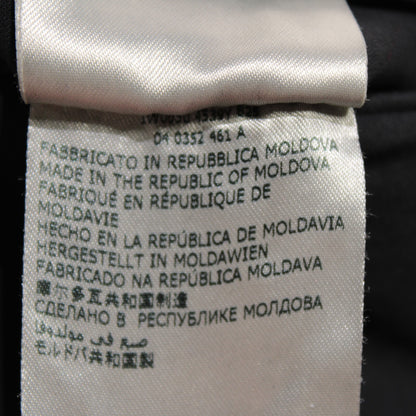 04 0352 461 A
FABBRICATO IN REPUBBLICA MOLDOVA
MADE IN THE REPUBLIC OF MOLDOVA
FABRIQUÉ EN RÉPUBLIQUE DE
MOLDAVIE
HECHO EN LA REPÚBLICA DE MOLDAVIA
HERGESTELLT IN MOLDAWIEN
FABRICADO NA REPÚBLICA MOLDAVA
摩尔多瓦共和国制造
СДЕЛАНО В РЕСПУБЛИКЕ МОЛДОВА
صنع في مولدوفا
モルドバ共和国製